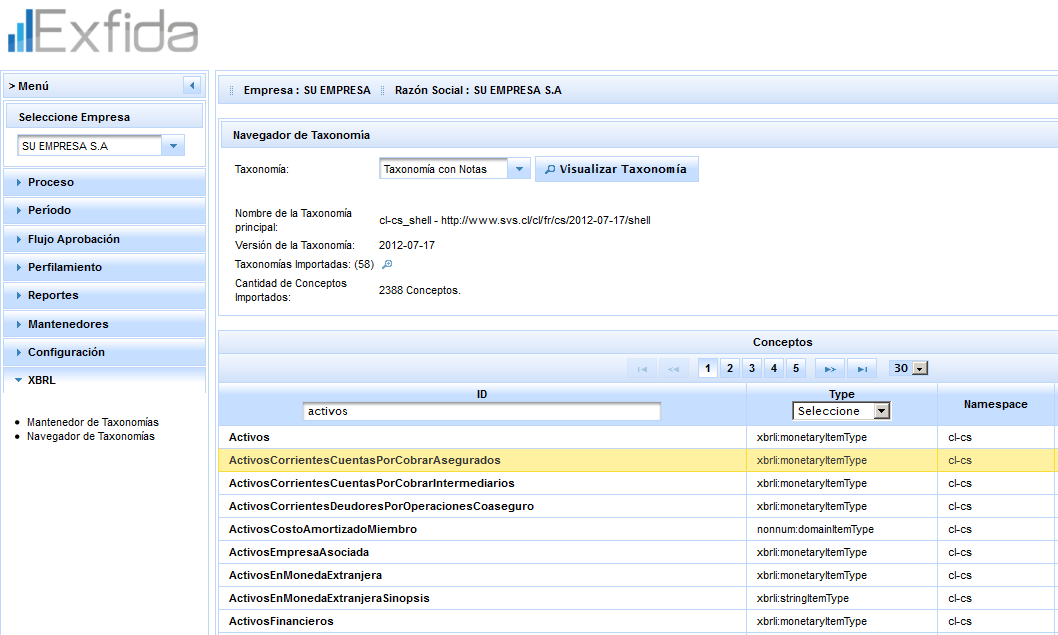 Exfida
> Menú
Seleccione Empresa
SU EMPRESA S.A
Proceso
Período
Flujo Aprobación
Perfilamiento
Reportes
Mantenedores
Configuración
XBRL
Mantenedor de Taxonomías
Navegador de Taxonomías
Empresa : SU EMPRESA Razón Social : SU EMPRESA S.A
Navegador de Taxonomía
Taxonomía: Taxonomía con Notas Visualizar Taxonomía
Nombre de la Taxonomía
principal: cl-cs_shell - http://www.svs.cl/cl/fr/cs/2012-07-17/shell
Versión de la Taxonomía: 2012-07-17
Taxonomías Importadas: (58)
Cantidad de Conceptos
Importados: 2388 Conceptos.
Conceptos
1 2 3 4 5 30
ID Type Namespace
activos Seleccione
Activos xbrli:monetaryItemType cl-cs
ActivosCorrientesCuentasPorCobrarAsegurados xbrli:monetaryItemType cl-cs
ActivosCorrientesCuentasPorCobrarIntermediarios xbrli:monetaryItemType cl-cs
ActivosCorrientesDeudoresPorOperacionesCoaseguro xbrli:monetaryItemType cl-cs
ActivosCostoAmortizadoMiembro nonnum:domainItemType cl-cs
ActivosEmpresaAsociada xbrli:monetaryItemType cl-cs
ActivosEnMonedaExtranjera xbrli:monetaryItemType cl-cs
ActivosEnMonedaExtranjeraSinopsis xbrli:stringItemType cl-cs
ActivosFinancieros xbrli:monetaryItemType cl-cs